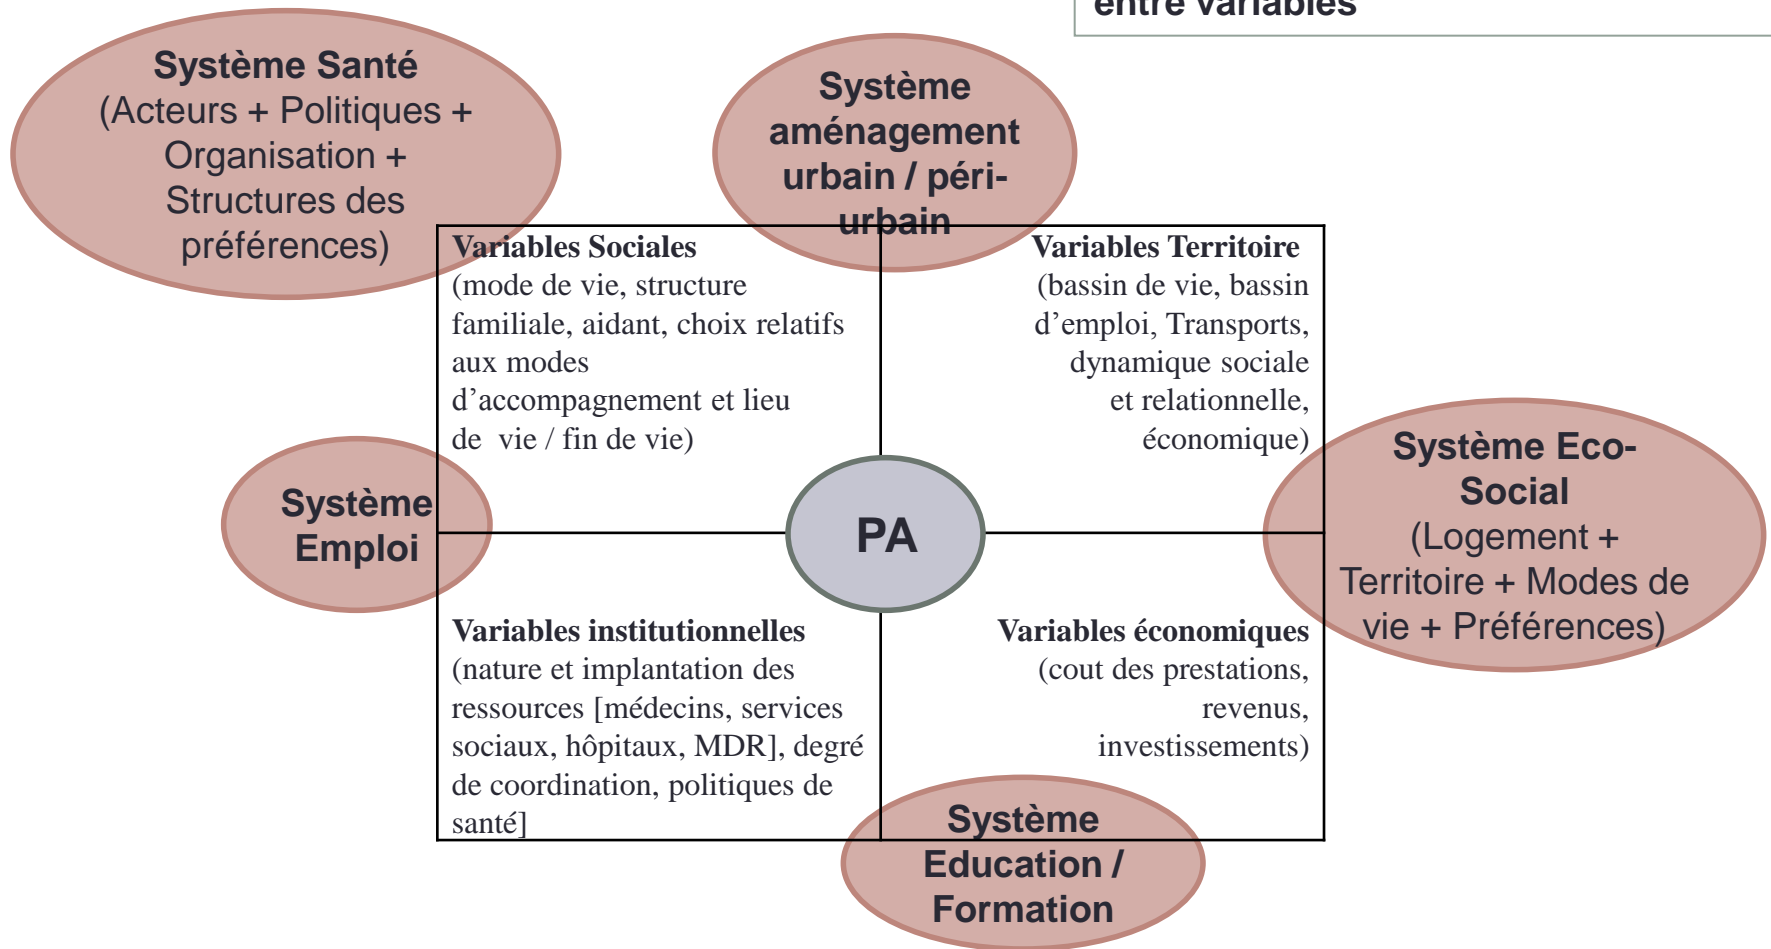 entre variables
Système Santé
(Acteurs + Politiques +
Organisation +
Structures des
préférences)
Système
aménagement
urbain / péri-
urbain
Variables Sociales
(mode de vie, structure
familiale, aidant, choix relatifs
aux modes
d’accompagnement et lieu
de  vie / fin de vie)
Variables Territoire
(bassin de vie, bassin
d’emploi, Transports,
dynamique sociale
et relationnelle,
économique)
Système
Emploi
PA
Système Eco-
Social
(Logement +
Territoire + Modes de
vie + Préférences)
Variables institutionnelles
(nature et implantation des
ressources [médecins, services
sociaux, hôpitaux, MDR], degré
de coordination, politiques de
santé]
Variables économiques
(cout des prestations,
revenus,
investissements)
Système
Education /
Formation